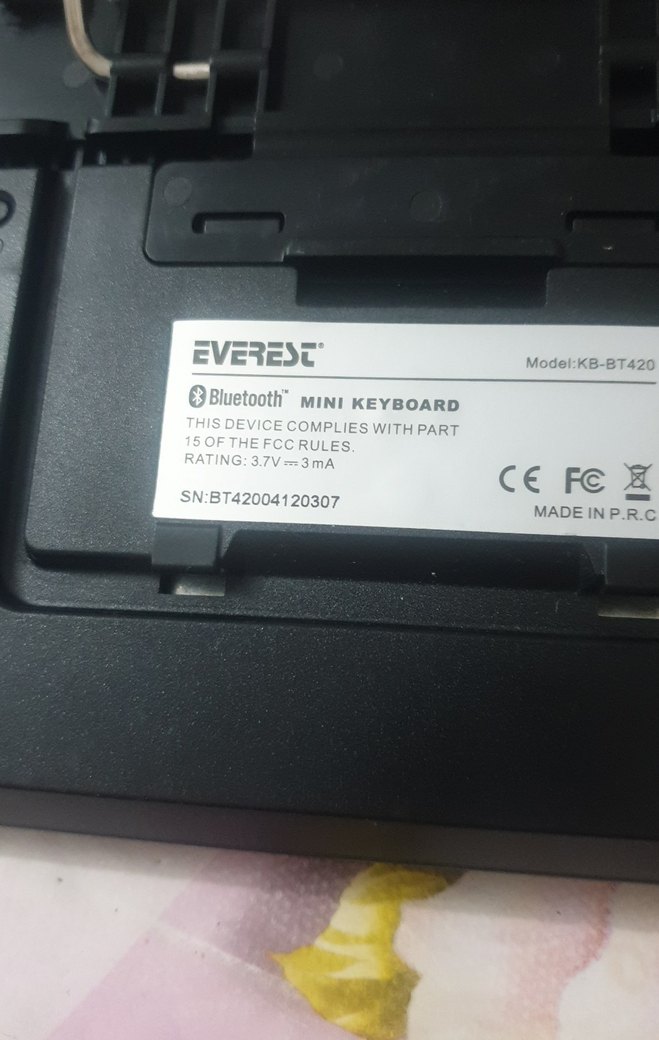 EVEREST®
Model:KB-BT420
Bluetooth™ MINI KEYBOARD
THIS DEVICE COMPLIES WITH PART
15 OF THE FCC RULES.
RATING: 3.7V⎓3mA
CE FC
SN:BT42004120307
MADE IN P.R.C